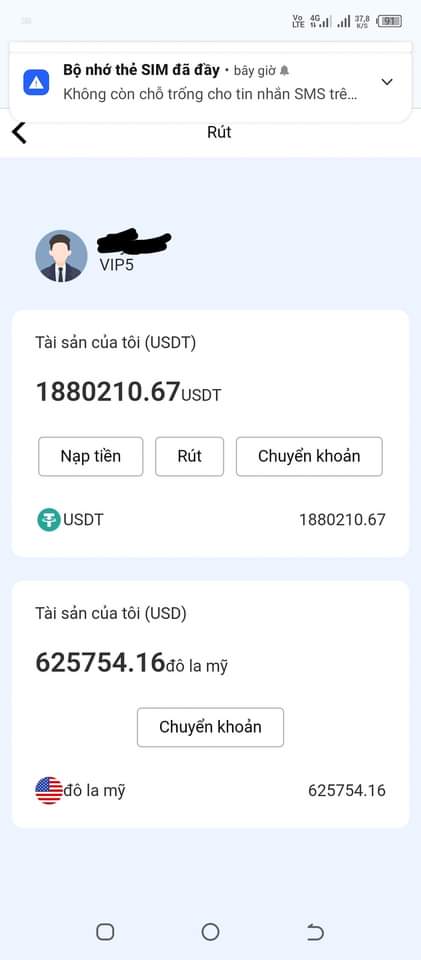 Vo LTE 4G 37,8 K/S 91
Bộ nhớ thẻ SIM đã đầy • bây giờ
Không còn chỗ trống cho tin nhắn SMS trê...
Rút
VIP5
Tài sản của tôi (USDT)
1880210.67USDT
Nạp tiền Rút Chuyển khoản
USDT 1880210.67
Tài sản của tôi (USD)
625754.16đô la mỹ
Chuyển khoản
đô la mỹ 625754.16